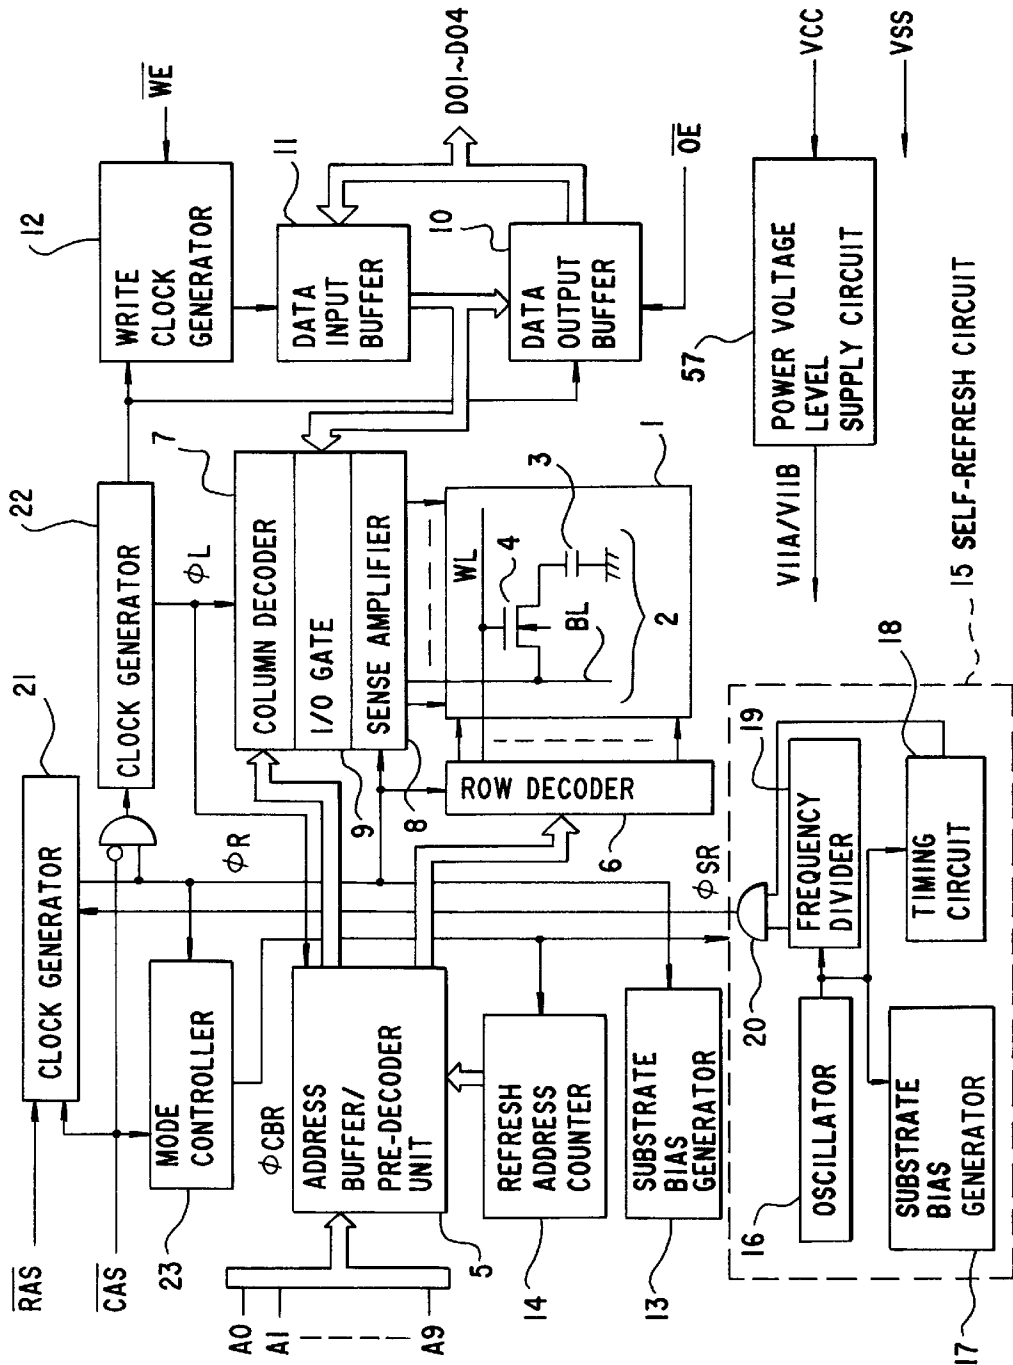 RAS
CAS
A0
A1
A9
CLOCK GENERATOR
21
CLOCK GENERATOR
22
WRITE
CLOCK
GENERATOR
12
WE
MODE
CONTROLLER
23
ϕCBR
ϕR
ϕL
ADDRESS
BUFFER/
PRE-DECODER
UNIT
5
COLUMN DECODER
7
I/O GATE
9
SENSE AMPLIFIER
8
DATA
INPUT
BUFFER
11
DATA
OUTPUT
BUFFER
10
DO1~DO4
OE
REFRESH
ADDRESS
COUNTER
14
ROW DECODER
6
WL
4
3
BL
2
1
SUBSTRATE
BIAS
GENERATOR
13
ϕSR
20
OSCILLATOR
16
FREQUENCY
DIVIDER
19
TIMING
CIRCUIT
18
SUBSTRATE
BIAS
GENERATOR
17
15 SELF-REFRESH CIRCUIT
POWER VOLTAGE
LEVEL
SUPPLY CIRCUIT
57
VIIA/VIIB
VCC
VSS